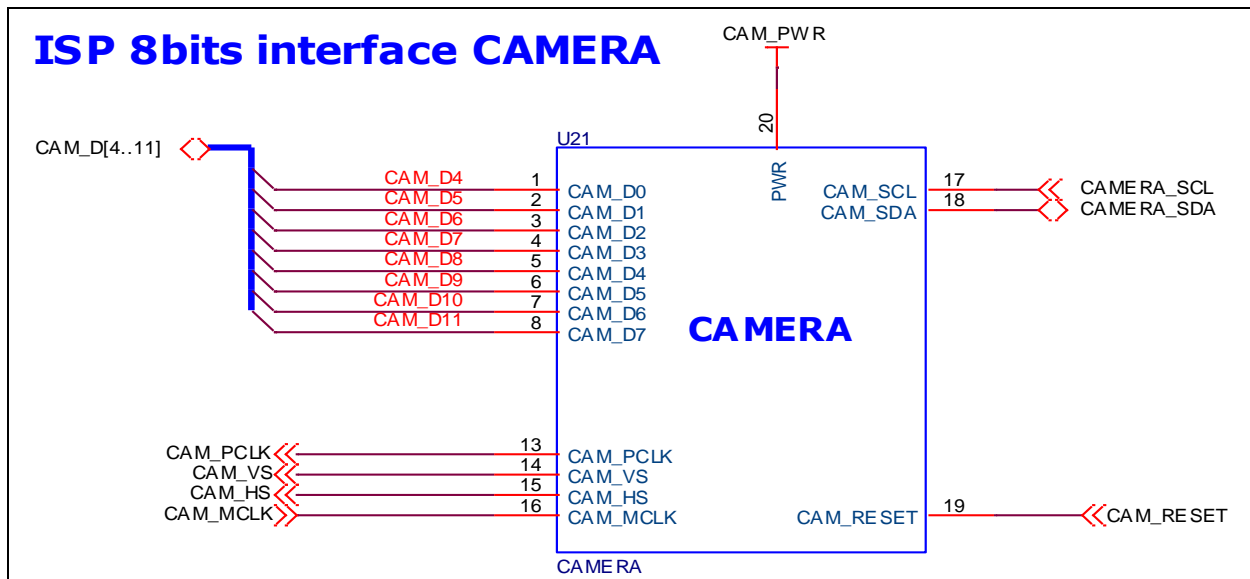 ISP 8bits interface CAMERA
CAM_PWR
20
PWR
U21
CAM_D[4..11]
CAM_D4 1 CAM_D0
CAM_D5 2 CAM_D1
CAM_D6 3 CAM_D2
CAM_D7 4 CAM_D3
CAM_D8 5 CAM_D4
CAM_D9 6 CAM_D5
CAM_D10 7 CAM_D6
CAM_D11 8 CAM_D7
CAM_SCL 17 CAMERA_SCL
CAM_SDA 18 CAMERA_SDA
CAMERA
CAM_PCLK 13 CAM_PCLK
CAM_VS 14 CAM_VS
CAM_HS 15 CAM_HS
CAM_MCLK 16 CAM_MCLK
CAM_RESET 19 CAM_RESET
CAMERA